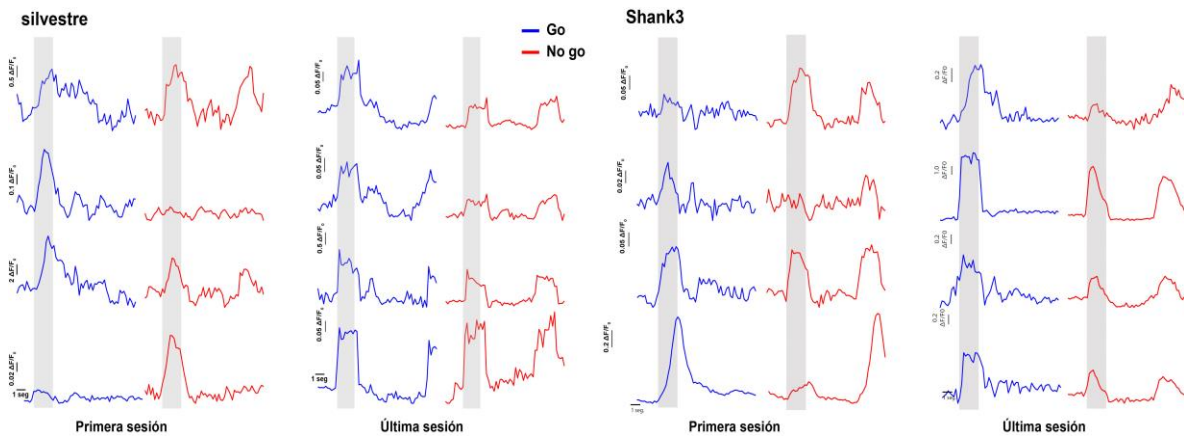 silvestre
Shank3
Go
No go
0.5 ΔF/F₀
0.1 ΔF/F₀
2 ΔF/F₀
0.02 ΔF/F₀
1 seg
0.05 ΔF/F₀
0.05 ΔF/F₀
0.5 ΔF/F₀
0.05 ΔF/F₀
1 seg
0.05 ΔF/F₀
0.02 ΔF/F₀
0.05 ΔF/F₀
0.2 ΔF/F₀
1 seg.
0.2
ΔF/F0
1.0
ΔF/F0
0.2
ΔF/F0
0.2
ΔF/F0
Primera sesión
Última sesión
Primera sesión
Última sesión